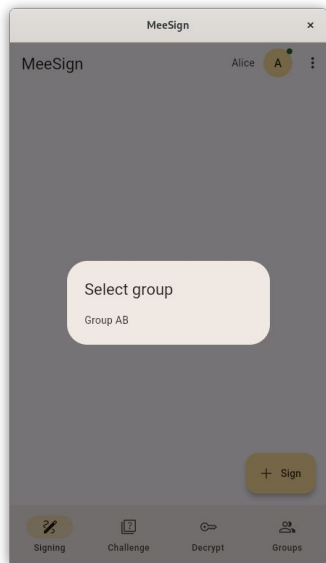 MeeSign
MeeSign
Alice
A
Select group
Group AB
+ Sign
Signing
Challenge
Decrypt
Groups